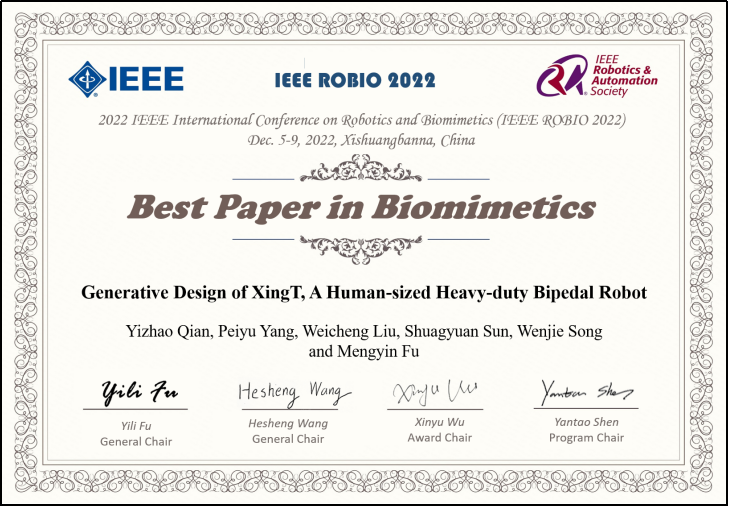 IEEE
IEEE ROBIO 2022
IEEE
Robotics &
Automation
Society
2022 IEEE International Conference on Robotics and Biomimetics (IEEE ROBIO 2022)
Dec. 5-9, 2022, Xishuangbanna, China
Best Paper in Biomimetics
Generative Design of XingT, A Human-sized Heavy-duty Bipedal Robot
Yizhao Qian, Peiyu Yang, Weicheng Liu, Shuagyuan Sun, Wenjie Song
and Mengyin Fu
Yili Fu Hesheng Wang Xinyu Wu Yantao Shen
Yili Fu Hesheng Wang Xinyu Wu Yantao Shen
General Chair General Chair Award Chair Program Chair